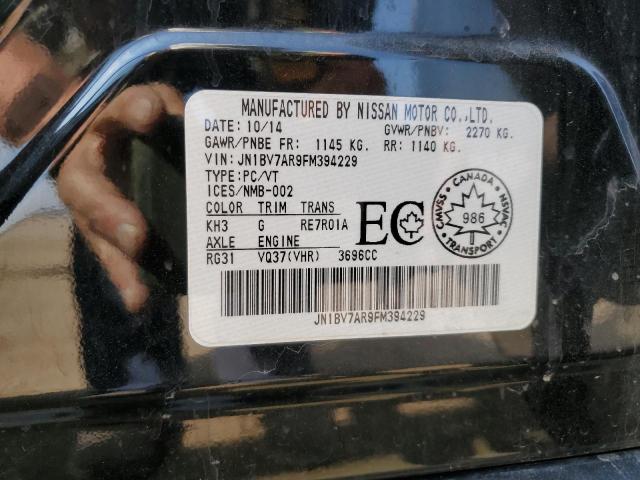 MANUFACTURED BY NISSAN MOTOR CO.,LTD.
DATE: 10/14 GVWR/PNBV: 2270 KG.
GAWR/PNBE FR: 1145 KG. RR: 1140 KG.
VIN: JN1BV7AR9FM394229
TYPE: PC/VT
ICES/NMB-002
COLOR TRIM TRANS
KH3 G RE7R01A
AXLE ENGINE
RG31 VQ37(VHR) 3696CC
EC
CANADA
CMVSS
986
NSVAC
TRANSPORT
JN1BV7AR9FM394229